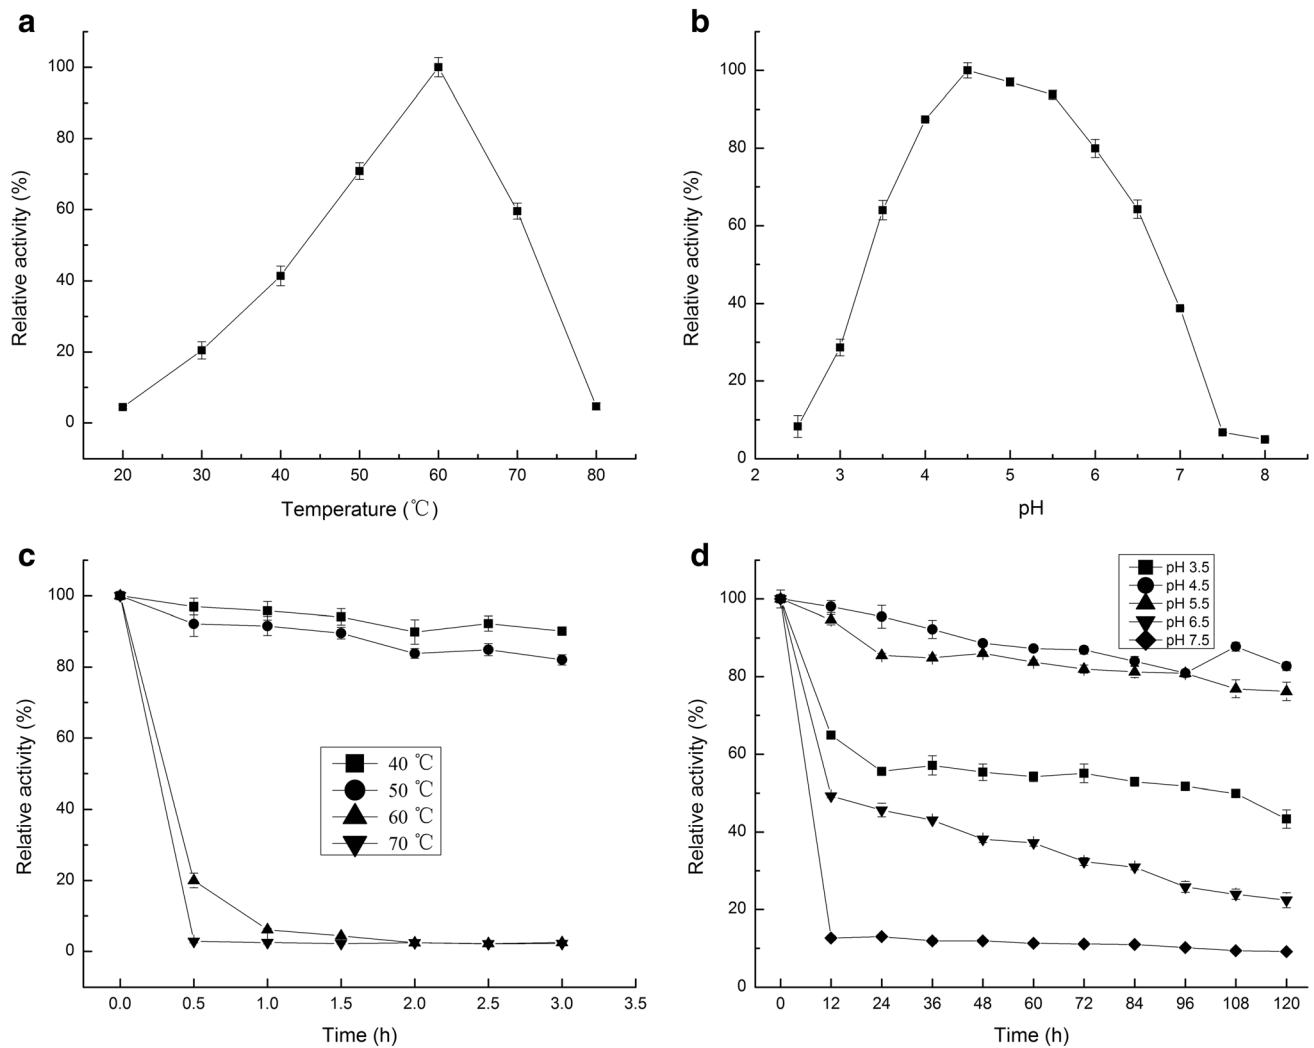 a
Relative activity (%)
100
80
60
40
20
0
20 30 40 50 60 70 80
Temperature (℃)
b
Relative activity (%)
100
80
60
40
20
0
2 3 4 5 6 7 8
pH
c
Relative activity (%)
100
80
60
40
20
0
40 ℃
50 ℃
60 ℃
70 ℃
0.0 0.5 1.0 1.5 2.0 2.5 3.0 3.5
Time (h)
d
Relative activity (%)
100
80
60
40
20
0
pH 3.5
pH 4.5
pH 5.5
pH 6.5
pH 7.5
0 12 24 36 48 60 72 84 96 108 120
Time (h)